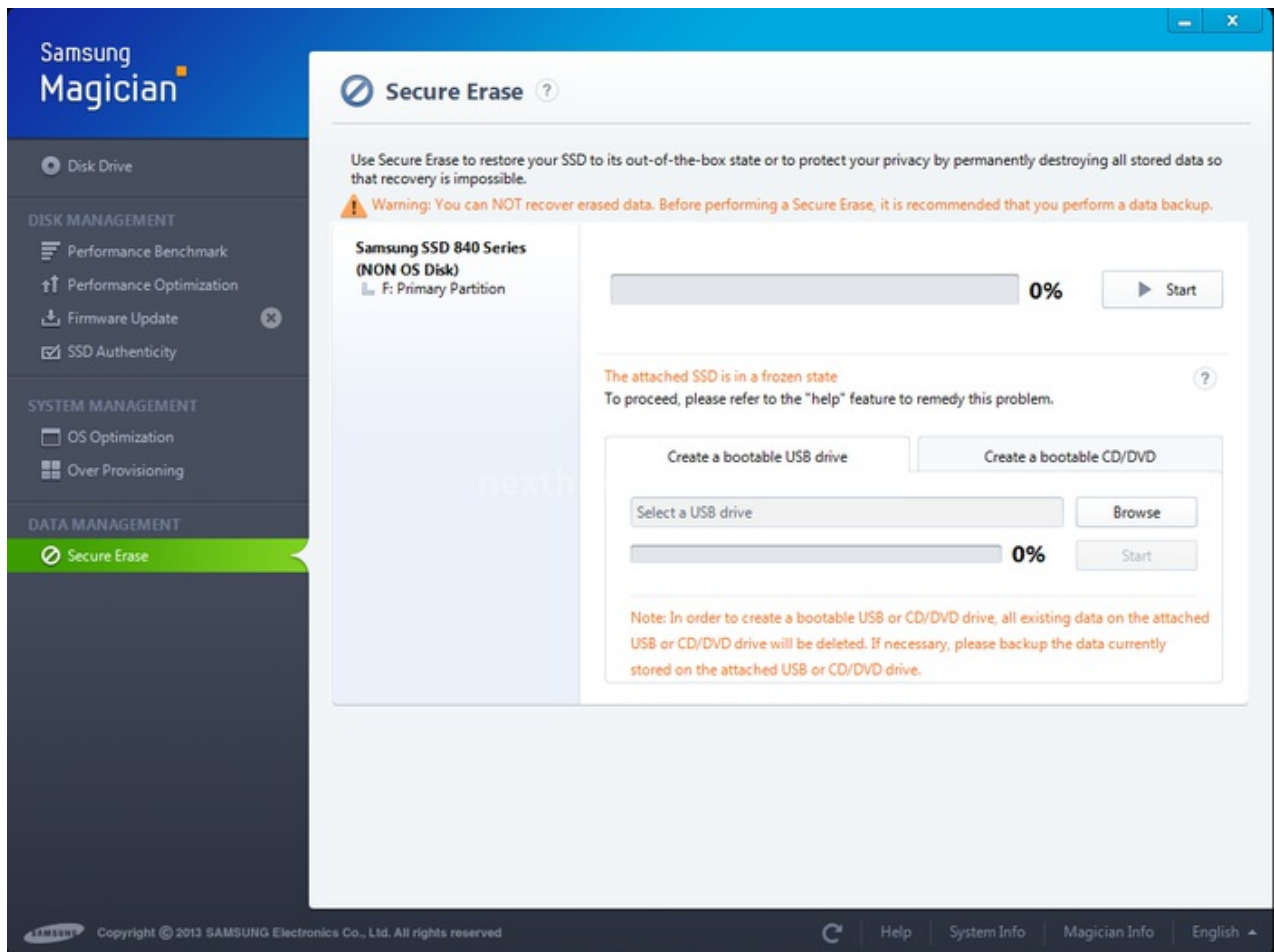 Samsung
Magician
Disk Drive
DISK MANAGEMENT
Performance Benchmark
Performance Optimization
Firmware Update
SSD Authenticity
SYSTEM MANAGEMENT
OS Optimization
Over Provisioning
DATA MANAGEMENT
Secure Erase
Secure Erase ?
Use Secure Erase to restore your SSD to its out-of-the-box state or to protect your privacy by permanently destroying all stored data so
that recovery is impossible.
Warning: You can NOT recover erased data. Before performing a Secure Erase, it is recommended that you perform a data backup.
Samsung SSD 840 Series
(NON OS Disk)
F: Primary Partition
0% Start
The attached SSD is in a frozen state ?
To proceed, please refer to the "help" feature to remedy this problem.
Create a bootable USB drive Create a bootable CD/DVD
Select a USB drive Browse
0% Start
Note: In order to create a bootable USB or CD/DVD drive, all existing data on the attached
USB or CD/DVD drive will be deleted. If necessary, please backup the data currently
stored on the attached USB or CD/DVD drive.
nexth
SAMSUNG Copyright © 2013 SAMSUNG Electronics Co., Ltd. All rights reserved
Help System Info Magician Info English